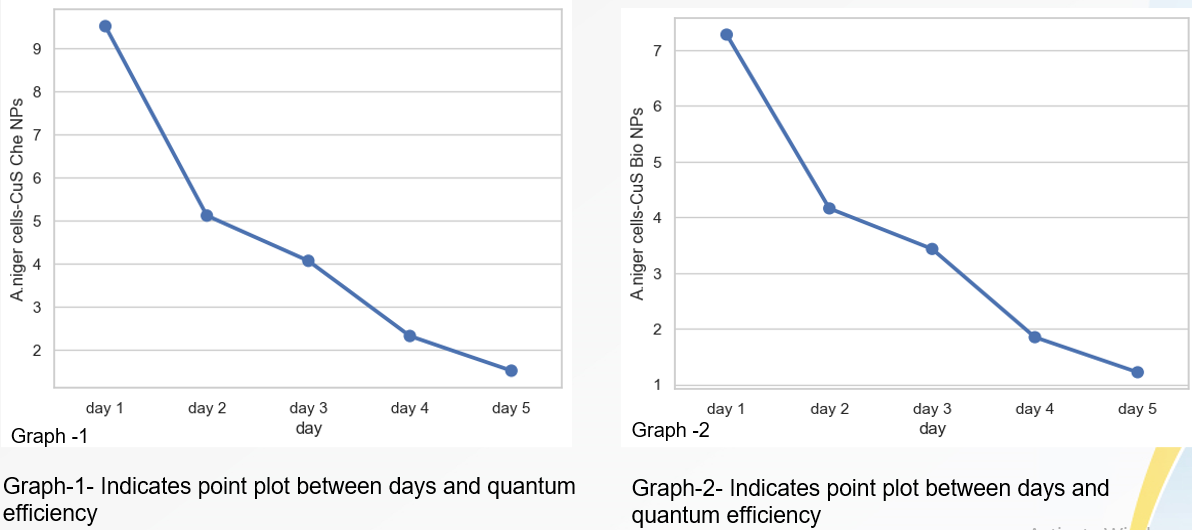 9
8
7
6
5
4
3
2
A.niger cells-CuS Che NPs
day 1 day 2 day 3 day 4 day 5
day
Graph -1
Graph-1- Indicates point plot between days and quantum
efficiency
7
6
5
4
3
2
1
A.niger cells-CuS Bio NPs
day 1 day 2 day 3 day 4 day 5
day
Graph -2
Graph-2- Indicates point plot between days and
quantum efficiency